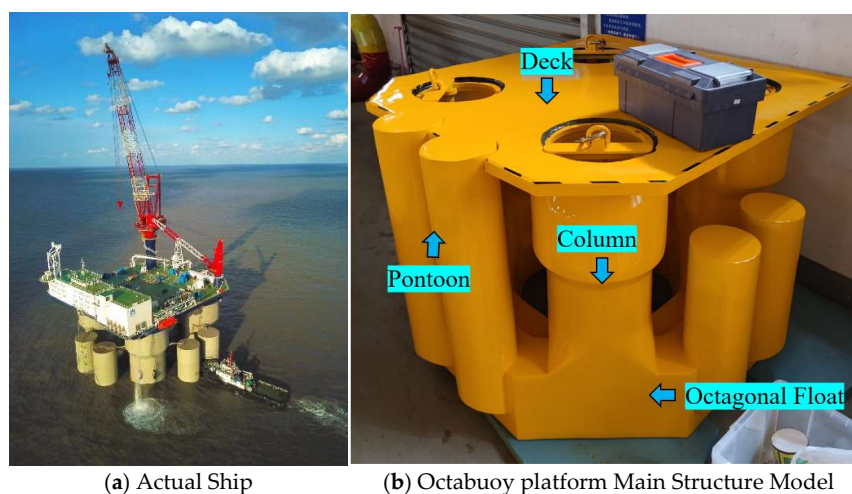 Deck
Column
Pontoon
Octagonal Float
(a) Actual Ship
(b) Octabuoy platform Main Structure Model